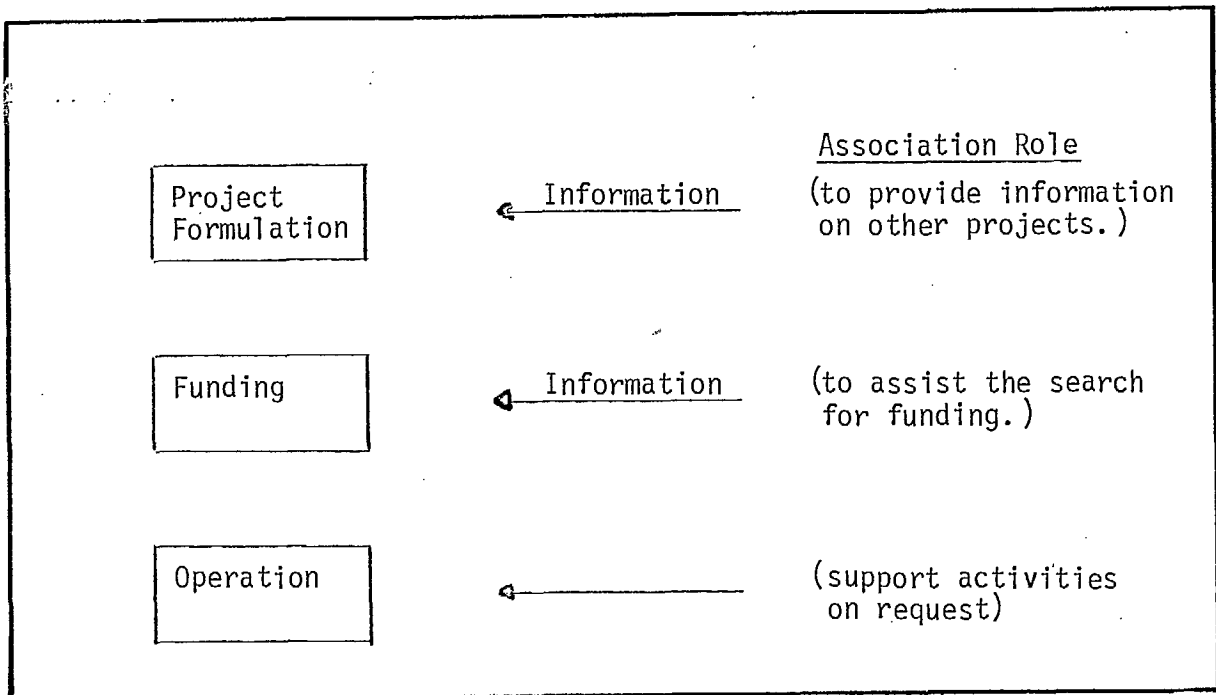 Association Role
Project
Formulation
Information
(to provide information
on other projects.)
Funding
Information
(to assist the search
for funding.)
Operation
(support activities
on request)